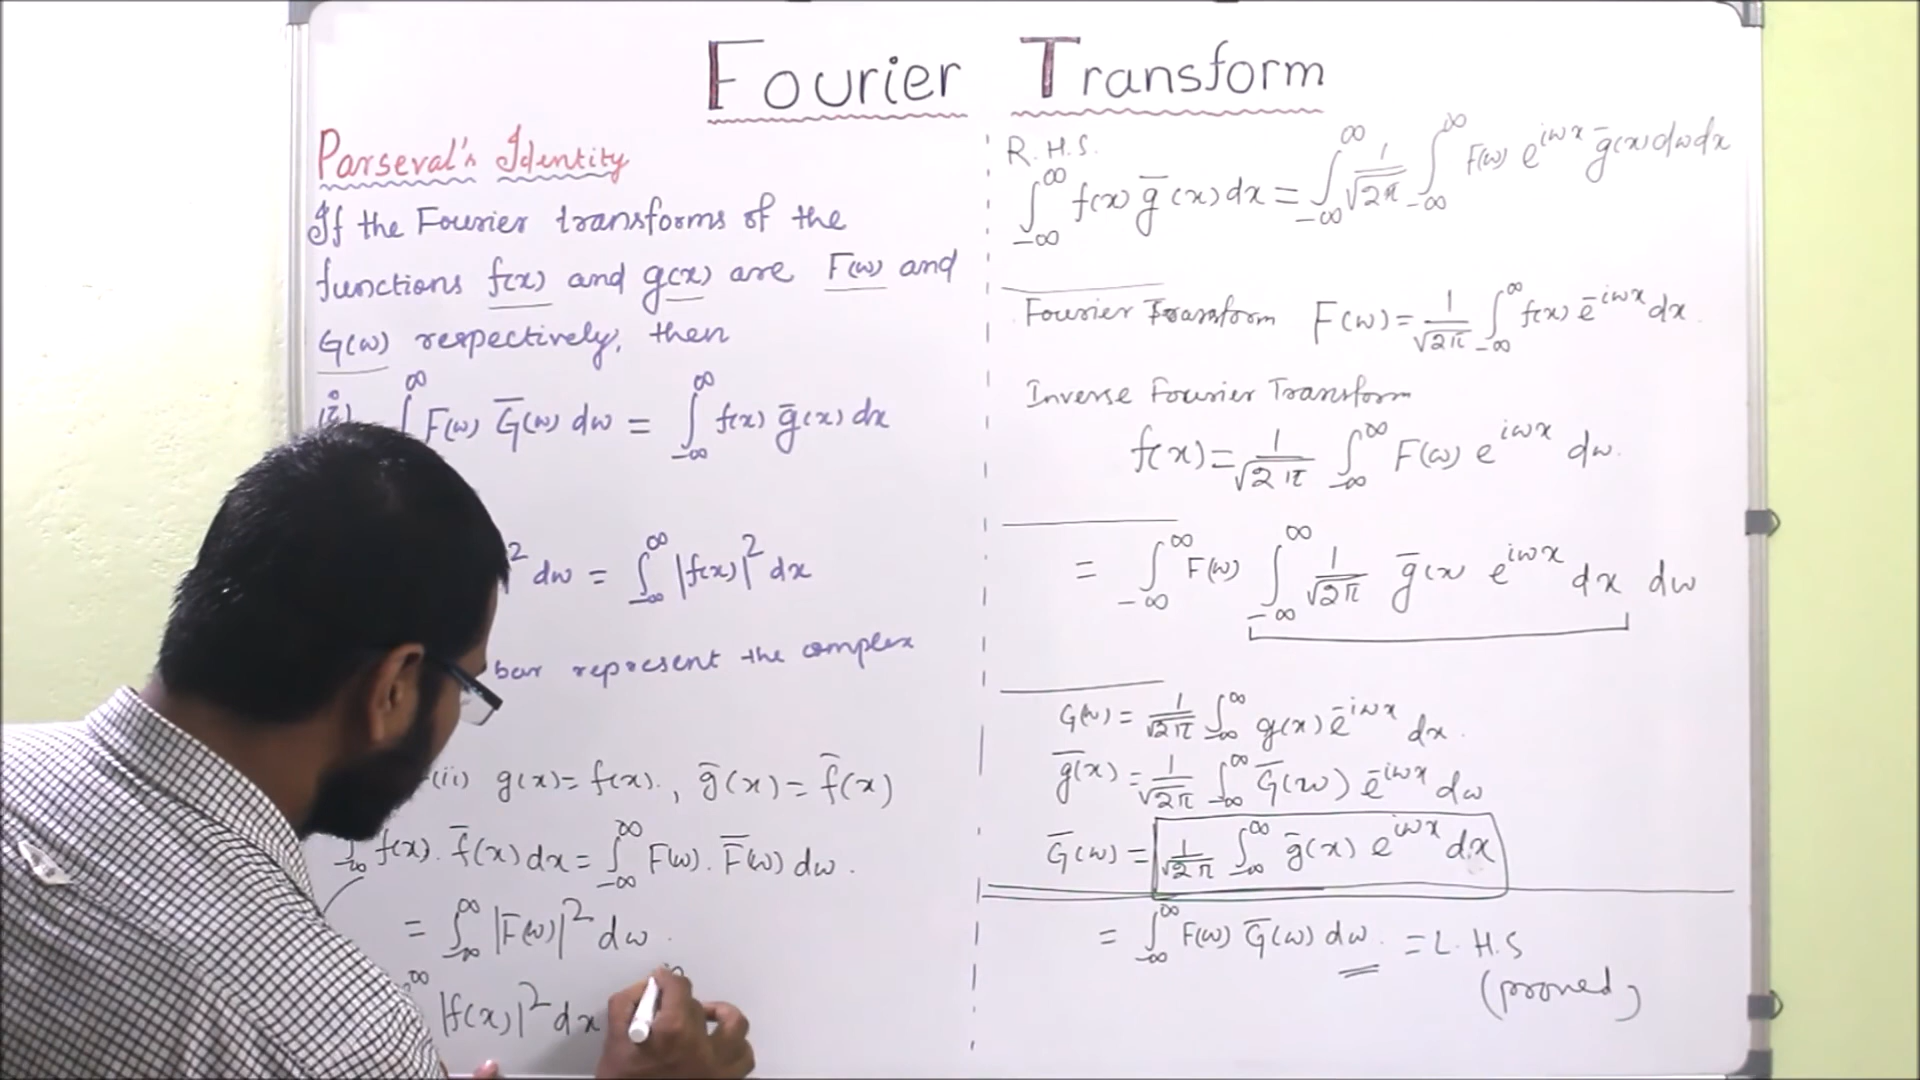 Fourier Transform
Parseval's Identity
If the Fourier transforms of the
functions f(x) and g(x) are F(ω) and
G(ω) respectively, then
(i) ∫ F(ω) G̅(ω) dω = ∫_{-∞}^{∞} f(x) g̅(x) dx
² dω = ∫_{-∞}^{∞} |f(x)|² dx
bar represent the complex
(ii) g(x) = f(x)., g̅(x) = f̅(x)
f(x). f̅(x) dx = ∫_{-∞}^{∞} F(ω). F̅(ω) dω.
= ∫_{-∞}^{∞} |F(ω)|² dω.
|f(x)|² dx
R.H.S.
∫_{-∞}^{∞} f(x) g̅(x) dx = ∫_{-∞}^{∞} 1/√2π ∫_{-∞}^{∞} F(ω) e^{iωx} g̅(x) dω dx
Fourier Transform F(ω) = 1/√2π ∫_{-∞}^{∞} f(x) e^{-iωx} dx.
Inverse Fourier Transform
f(x) = 1/√2π ∫_{-∞}^{∞} F(ω) e^{iωx} dω.
= ∫_{-∞}^{∞} F(ω) ∫_{-∞}^{∞} 1/√2π g̅(x e^{iωx} dx dω
G(ω) = 1/√2π ∫_{-∞}^{∞} g(x) e^{-iωx} dx.
g̅(x) = 1/√2π ∫_{-∞}^{∞} G̅(ω) e^{-iωx} dω
G̅(ω) = 1/√2π ∫_{-∞}^{∞} g̅(x) e^{iωx} dx
= ∫_{-∞}^{∞} F(ω) G̅(ω) dω. = L.H.S
(proved)